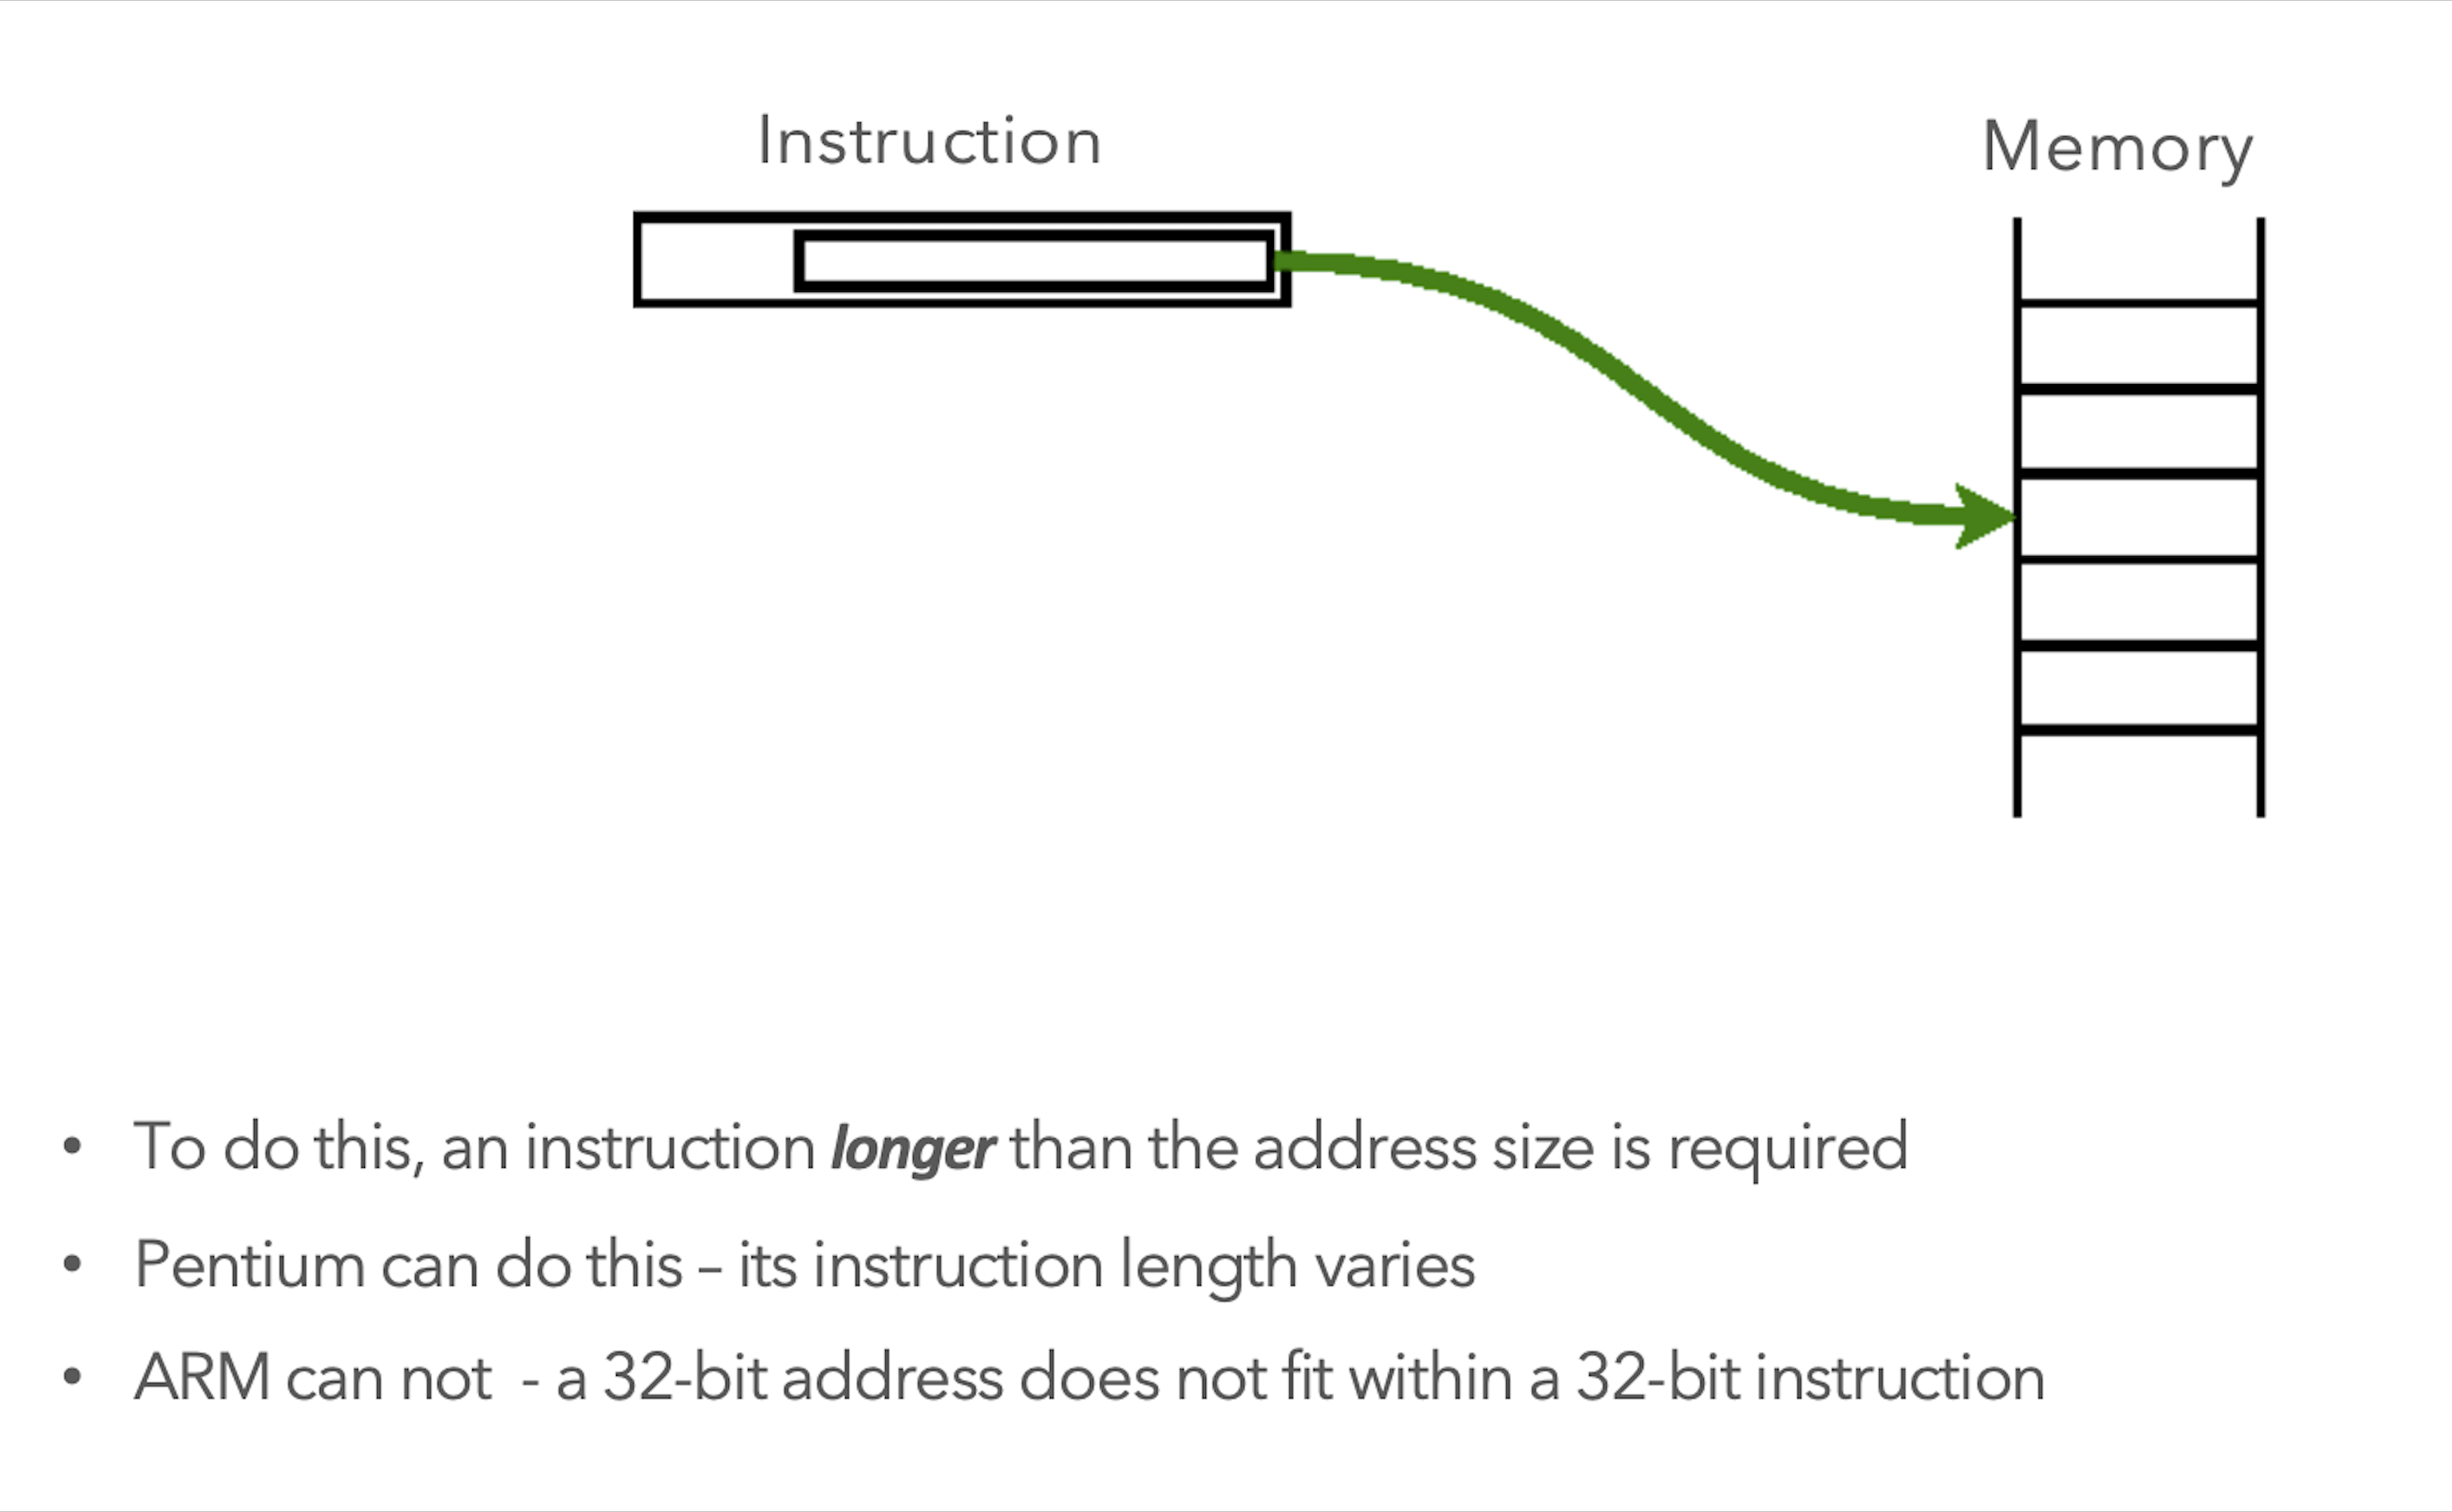 Instruction
Memory
• To do this, an instruction longer than the address size is required
• Pentium can do this – its instruction length varies
• ARM can not  - a 32-bit address does not fit within a 32-bit instruction